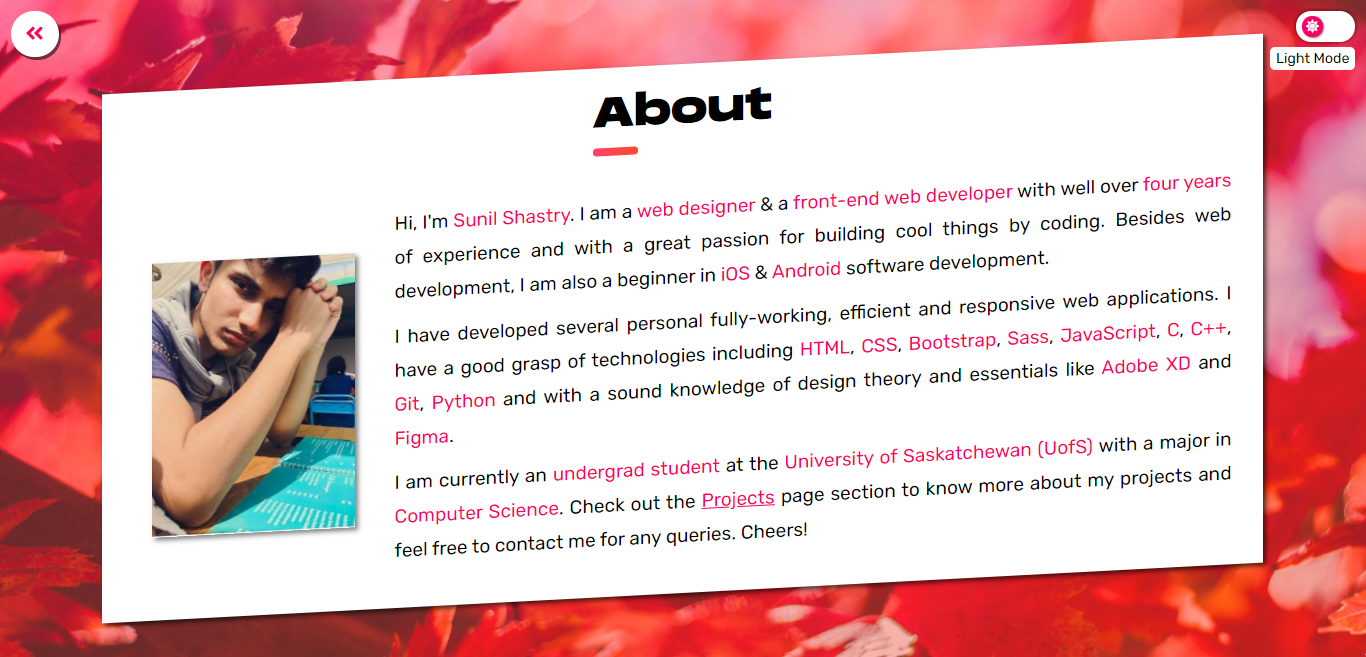 Light Mode
About
Hi, I'm Sunil Shastry. I am a web designer & a front-end web developer with well over four years
of experience and with a great passion for building cool things by coding. Besides web
development, I am also a beginner in iOS & Android software development.
I have developed several personal fully-working, efficient and responsive web applications. I
have a good grasp of technologies including HTML, CSS, Bootstrap, Sass, JavaScript, C, C++,
Git, Python and with a sound knowledge of design theory and essentials like Adobe XD and
Figma.
I am currently an undergrad student at the University of Saskatchewan (UofS) with a major in
Computer Science. Check out the Projects page section to know more about my projects and
feel free to contact me for any queries. Cheers!